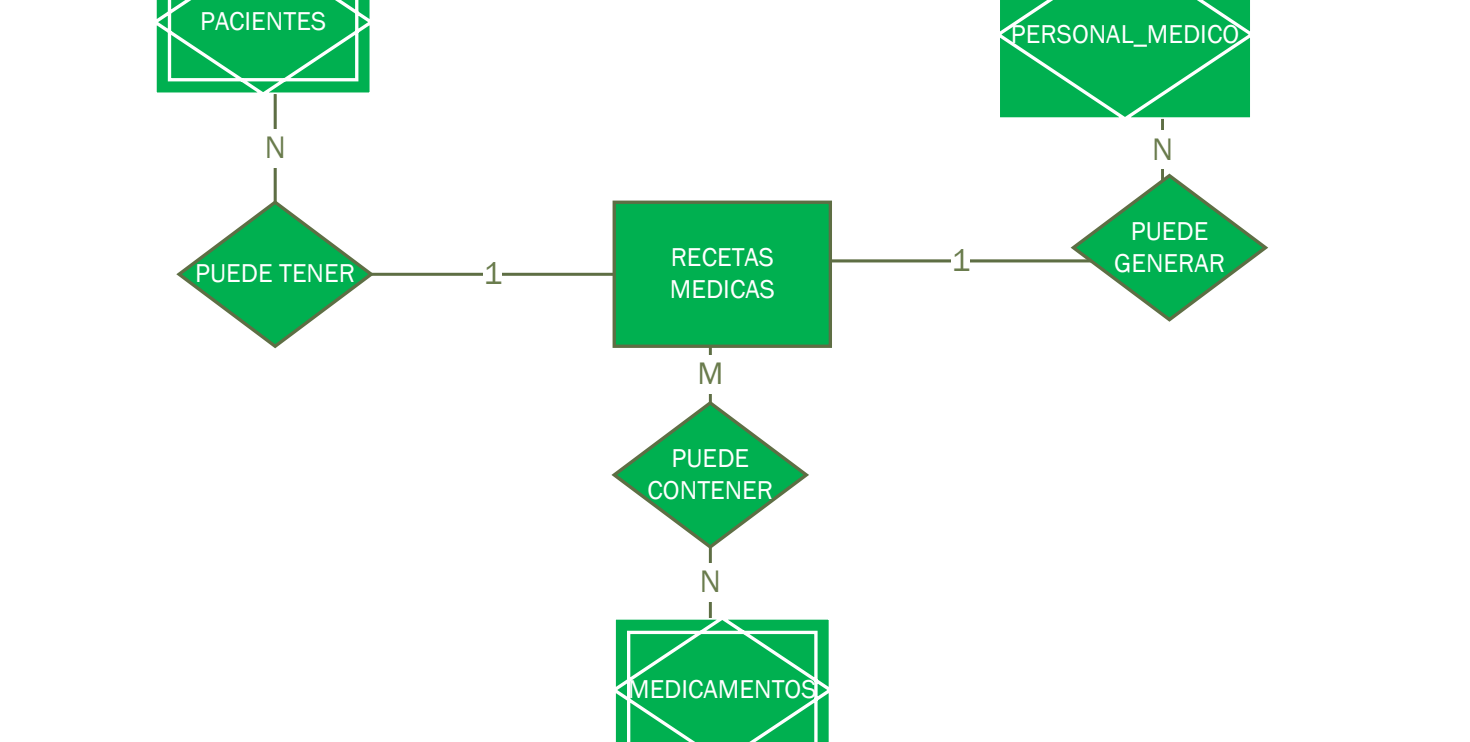 PACIENTES
PERSONAL_MEDICO
N
N
PUEDE TENER
1
RECETAS
MEDICAS
1
PUEDE
GENERAR
M
PUEDE
CONTENER
N
MEDICAMENTOS